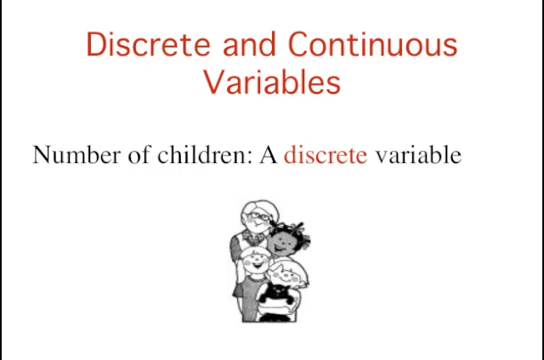 Discrete and Continuous
Variables
Number of children: A discrete variable